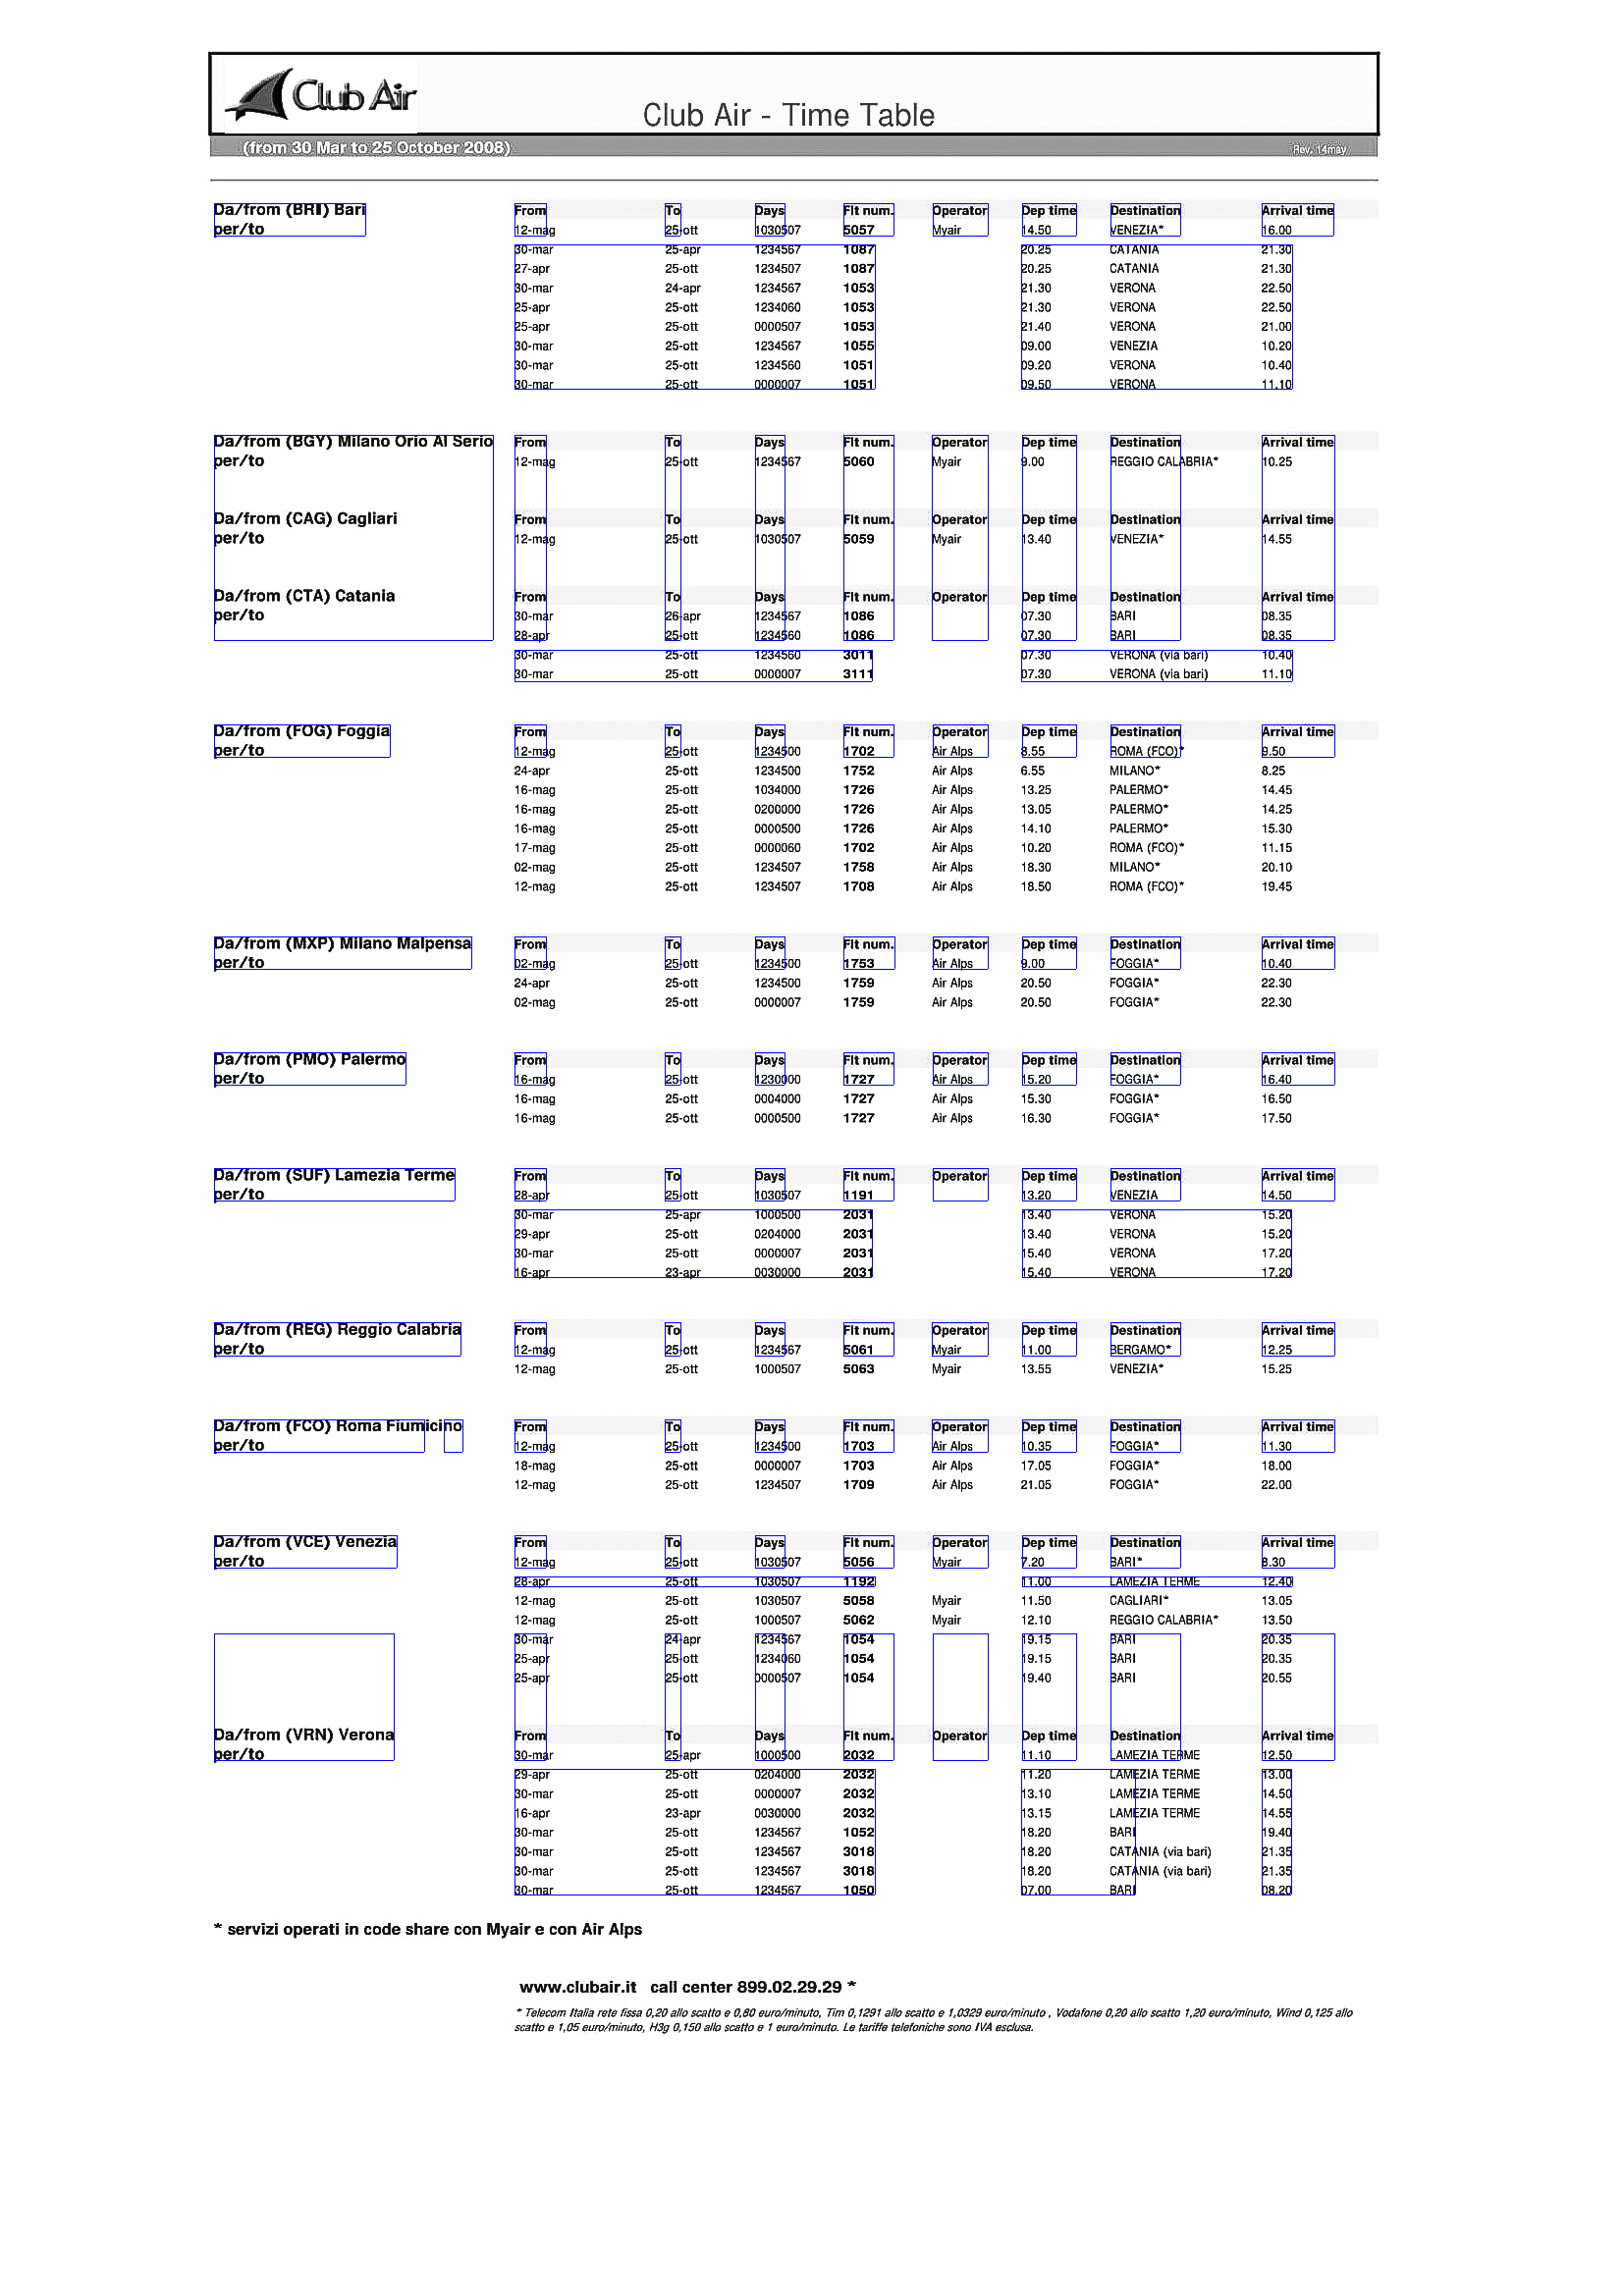 Club Air
Club Air - Time Table
(from 30 Mar to 25 October 2008) Rev. 14may
Da/from (BRI) Bari From To Days Flt num. Operator Dep time Destination Arrival time
per/to 12-mag 25-ott 1030507 5057 Myair 14.50 VENEZIA* 16.00
30-mar 25-apr 1234567 1087 20.25 CATANIA 21.30
27-apr 25-ott 1234507 1087 20.25 CATANIA 21.30
30-mar 24-apr 1234567 1053 21.30 VERONA 22.50
25-apr 25-ott 1234060 1053 21.30 VERONA 22.50
25-apr 25-ott 0000507 1053 21.40 VERONA 21.00
30-mar 25-ott 1234567 1055 09.00 VENEZIA 10.20
30-mar 25-ott 1234560 1051 09.20 VERONA 10.40
30-mar 25-ott 0000007 1051 09.50 VERONA 11.10
Da/from (BGY) Milano Orio Al Serio From To Days Flt num. Operator Dep time Destination Arrival time
per/to 12-mag 25-ott 1234567 5060 Myair 9.00 REGGIO CALABRIA* 10.25
Da/from (CAG) Cagliari From To Days Flt num. Operator Dep time Destination Arrival time
per/to 12-mag 25-ott 1030507 5059 Myair 13.40 VENEZIA* 14.55
Da/from (CTA) Catania From To Days Flt num. Operator Dep time Destination Arrival time
per/to 30-mar 26-apr 1234567 1086 07.30 BARI 08.35
28-apr 25-ott 1234560 1086 07.30 BARI 08.35
30-mar 25-ott 1234560 3011 07.30 VERONA (via bari) 10.40
30-mar 25-ott 0000007 3111 07.30 VERONA (via bari) 11.10
Da/from (FOG) Foggia From To Days Flt num. Operator Dep time Destination Arrival time
per/to 12-mag 25-ott 1234500 1702 Air Alps 8.55 ROMA (FCO)* 9.50
24-apr 25-ott 1234500 1752 Air Alps 6.55 MILANO* 8.25
16-mag 25-ott 1034000 1726 Air Alps 13.25 PALERMO* 14.45
16-mag 25-ott 0200000 1726 Air Alps 13.05 PALERMO* 14.25
16-mag 25-ott 0000500 1726 Air Alps 14.10 PALERMO* 15.30
17-mag 25-ott 0000060 1702 Air Alps 10.20 ROMA (FCO)* 11.15
02-mag 25-ott 1234507 1758 Air Alps 18.30 MILANO* 20.10
12-mag 25-ott 1234507 1708 Air Alps 18.50 ROMA (FCO)* 19.45
Da/from (MXP) Milano Malpensa From To Days Flt num. Operator Dep time Destination Arrival time
per/to 02-mag 25-ott 1234500 1753 Air Alps 9.00 FOGGIA* 10.40
24-apr 25-ott 1234500 1759 Air Alps 20.50 FOGGIA* 22.30
02-mag 25-ott 0000007 1759 Air Alps 20.50 FOGGIA* 22.30
Da/from (PMO) Palermo From To Days Flt num. Operator Dep time Destination Arrival time
per/to 16-mag 25-ott 1230000 1727 Air Alps 15.20 FOGGIA* 16.40
16-mag 25-ott 0004000 1727 Air Alps 15.30 FOGGIA* 16.50
16-mag 25-ott 0000500 1727 Air Alps 16.30 FOGGIA* 17.50
Da/from (SUF) Lamezia Terme From To Days Flt num. Operator Dep time Destination Arrival time
per/to 28-apr 25-ott 1030507 1191 13.20 VENEZIA 14.50
30-mar 25-apr 1000500 2031 13.40 VERONA 15.20
29-apr 25-ott 0204000 2031 13.40 VERONA 15.20
30-mar 25-ott 0000007 2031 15.40 VERONA 17.20
16-apr 23-apr 0030000 2031 15.40 VERONA 17.20
Da/from (REG) Reggio Calabria From To Days Flt num. Operator Dep time Destination Arrival time
per/to 12-mag 25-ott 1234567 5061 Myair 11.00 BERGAMO* 12.25
12-mag 25-ott 1000507 5063 Myair 13.55 VENEZIA* 15.25
Da/from (FCO) Roma Fiumicino From To Days Flt num. Operator Dep time Destination Arrival time
per/to 12-mag 25-ott 1234500 1703 Air Alps 10.35 FOGGIA* 11.30
18-mag 25-ott 0000007 1703 Air Alps 17.05 FOGGIA* 18.00
12-mag 25-ott 1234507 1709 Air Alps 21.05 FOGGIA* 22.00
Da/from (VCE) Venezia From To Days Flt num. Operator Dep time Destination Arrival time
per/to 12-mag 25-ott 1030507 5056 Myair 7.20 BARI* 8.30
28-apr 25-ott 1030507 1192 11.00 LAMEZIA TERME 12.40
12-mag 25-ott 1030507 5058 Myair 11.50 CAGLIARI* 13.05
12-mag 25-ott 1000507 5062 Myair 12.10 REGGIO CALABRIA* 13.50
30-mar 24-apr 1234567 1054 19.15 BARI 20.35
25-apr 25-ott 1234060 1054 19.15 BARI 20.35
25-apr 25-ott 0000507 1054 19.40 BARI 20.55
Da/from (VRN) Verona From To Days Flt num. Operator Dep time Destination Arrival time
per/to 30-mar 25-apr 1000500 2032 11.10 LAMEZIA TERME 12.50
29-apr 25-ott 0204000 2032 11.20 LAMEZIA TERME 13.00
30-mar 25-ott 0000007 2032 13.10 LAMEZIA TERME 14.50
16-apr 23-apr 0030000 2032 13.15 LAMEZIA TERME 14.55
30-mar 25-ott 1234567 1052 18.20 BARI 19.40
30-mar 25-ott 1234567 3018 18.20 CATANIA (via bari) 21.35
30-mar 25-ott 1234567 3018 18.20 CATANIA (via bari) 21.35
30-mar 25-ott 1234567 1050 07.00 BARI 08.20
* servizi operati in code share con Myair e con Air Alps
www.clubair.it call center 899.02.29.29 *
* Telecom Italia rete fissa 0,20 allo scatto e 0,80 euro/minuto, Tim 0,1291 allo scatto e 1,0329 euro/minuto , Vodafone 0,20 allo scatto 1,20 euro/minuto, Wind 0,125 allo
scatto e 1,05 euro/minuto, H3g 0,150 allo scatto e 1 euro/minuto. Le tariffe telefoniche sono IVA esclusa.